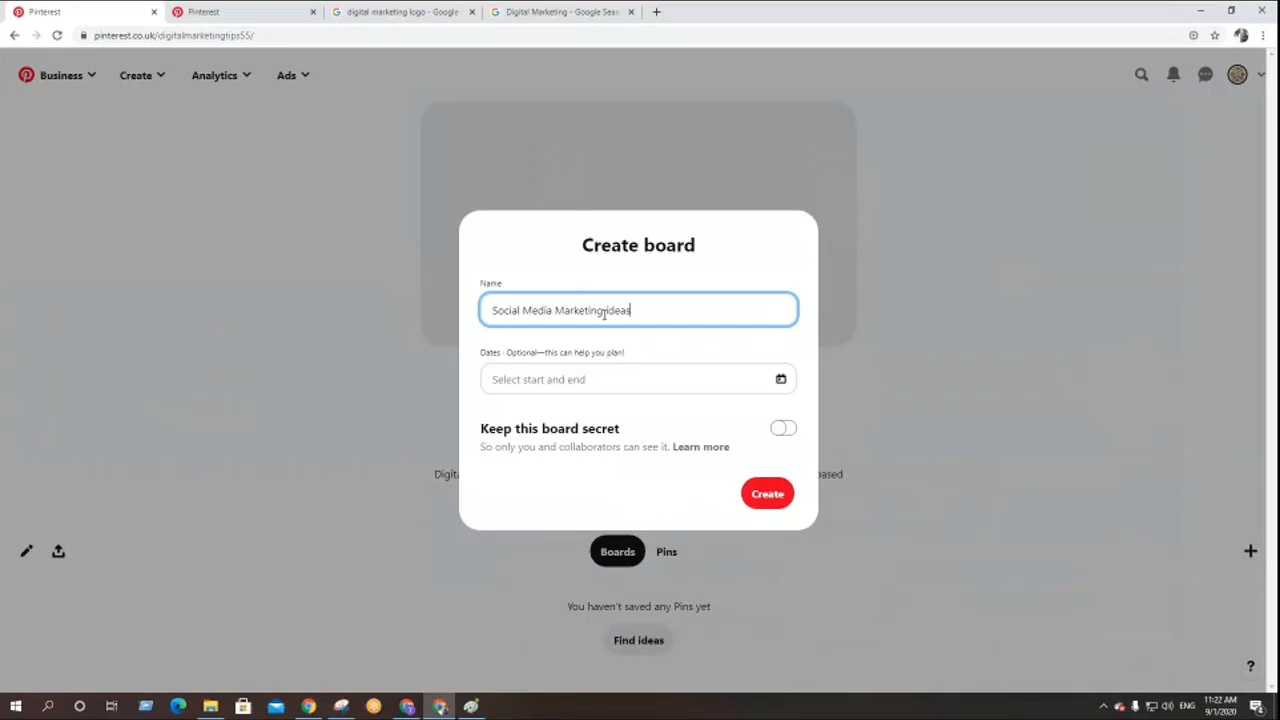 Pinterest
Pinterest
digital marketing logo - Google
Digital Marketing - Google Sear
pinterest.co.uk/digitalmarketingtips55/
Business Create Analytics Ads
Create board
Name
Social Media Marketing ideas
Dates · Optional—this can help you plan!
Select start and end
Keep this board secret
So only you and collaborators can see it. Learn more
Digita
based
Create
Boards Pins
You haven't saved any Pins yet
Find ideas
?
ENG
11:22 AM
9/1/2020